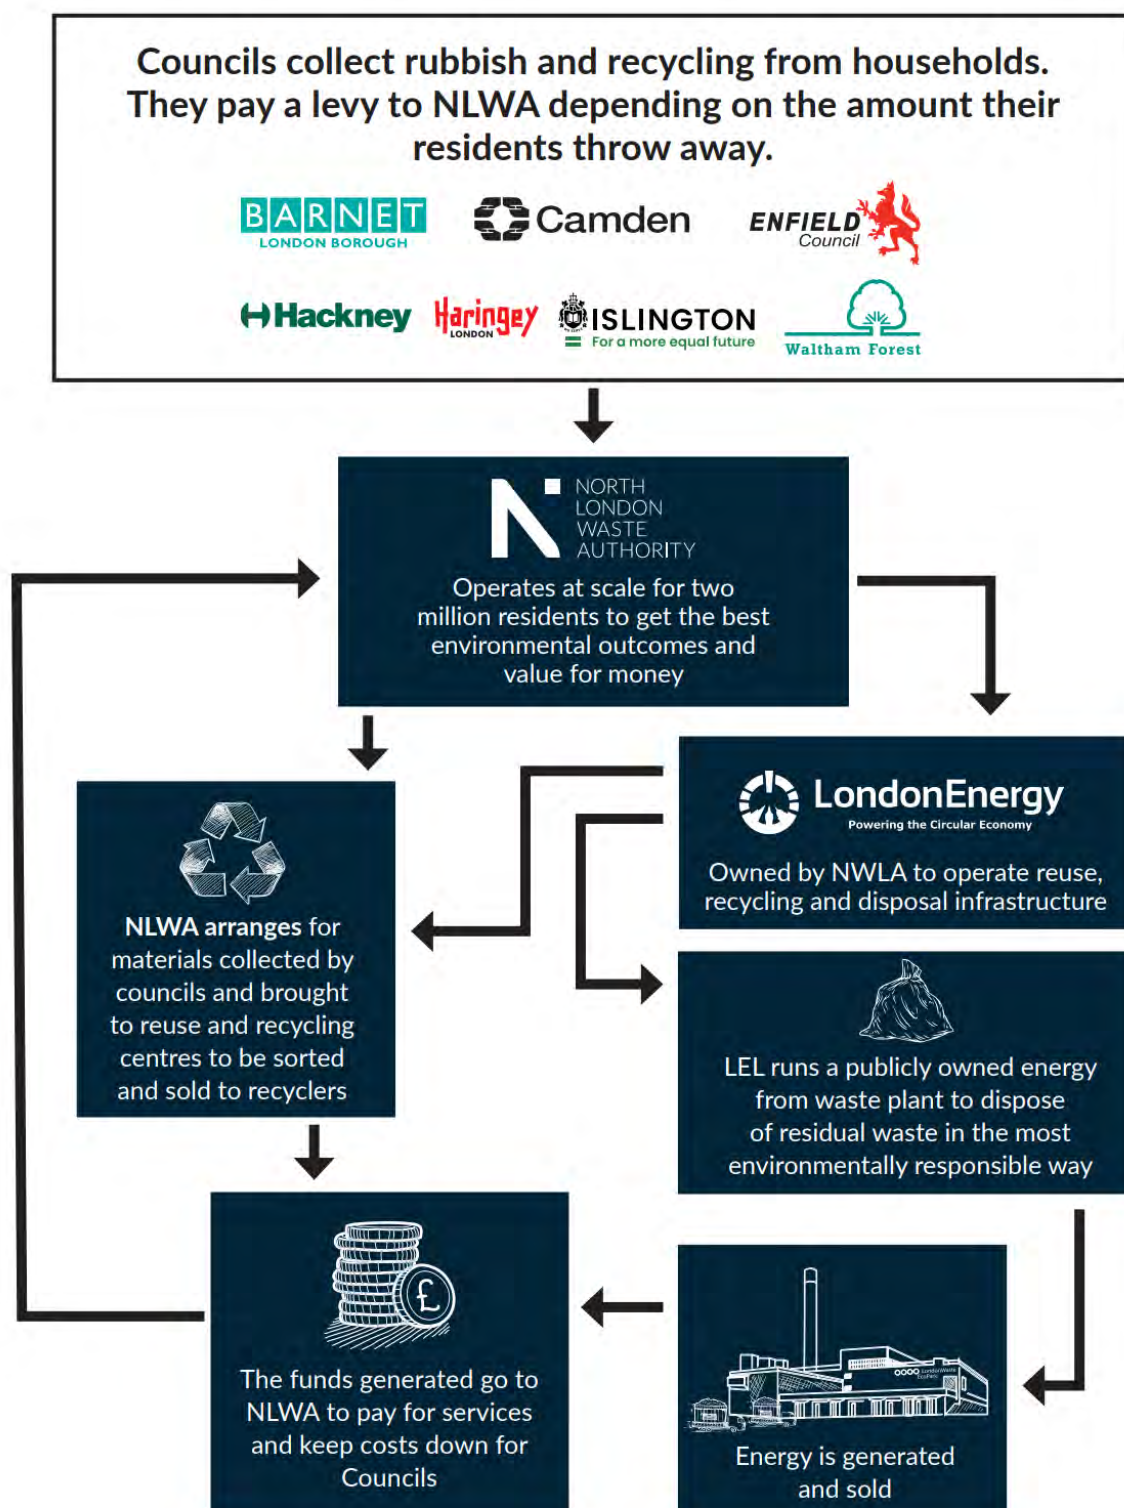 Councils collect rubbish and recycling from households.
They pay a levy to NLWA depending on the amount their
residents throw away.
BARNET
LONDON BOROUGH
Camden
ENFIELD
Council
Hackney
Haringey
LONDON
ISLINGTON
For a more equal future
Waltham Forest
NORTH
LONDON
WASTE
AUTHORITY
Operates at scale for two
million residents to get the best
environmental outcomes and
value for money
LondonEnergy
Powering the Circular Economy
Owned by NWLA to operate reuse,
recycling and disposal infrastructure
NLWA arranges for
materials collected by
councils and brought
to reuse and recycling
centres to be sorted
and sold to recyclers
LEL runs a publicly owned energy
from waste plant to dispose
of residual waste in the most
environmentally responsible way
£
The funds generated go to
NLWA to pay for services
and keep costs down for
Councils
LondonWaste
EcoParc
Energy is generated
and sold